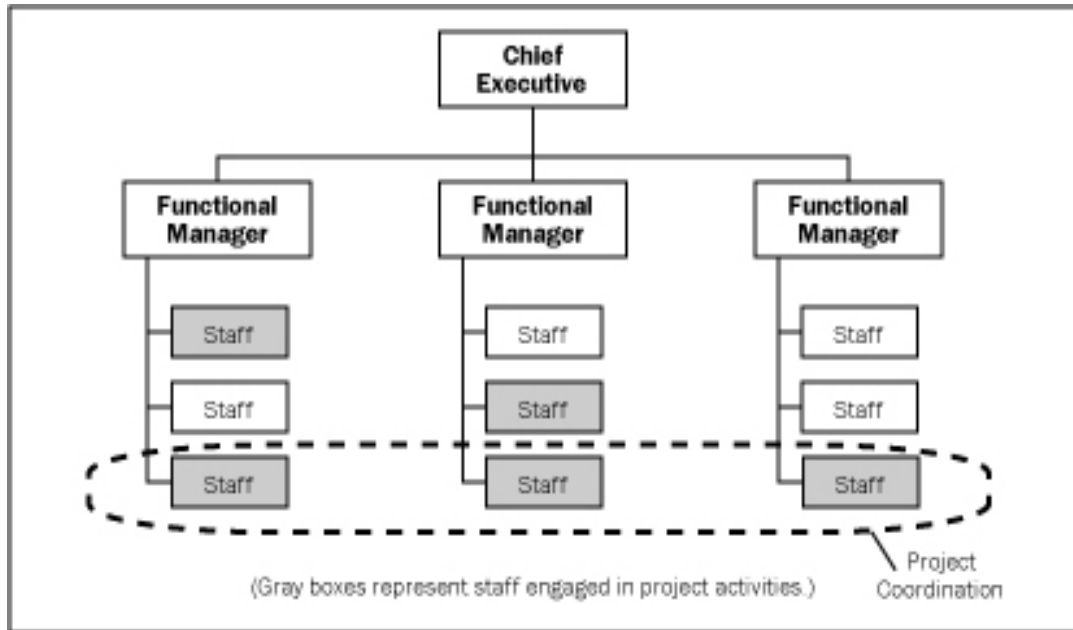 Chief
Executive
Functional
Manager
Functional
Manager
Functional
Manager
Staff
Staff
Staff
Staff
Staff
Staff
Staff
Staff
Staff
Project
Coordination
(Gray boxes represent staff engaged in project activities.)